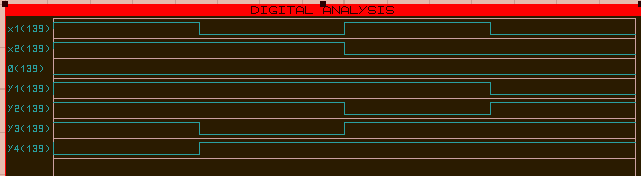 DIGITAL ANALYSIS
x1(139)
x2(139)
0(139)
Y1(139)
Y2(139)
Y3(139)
Y4(139)